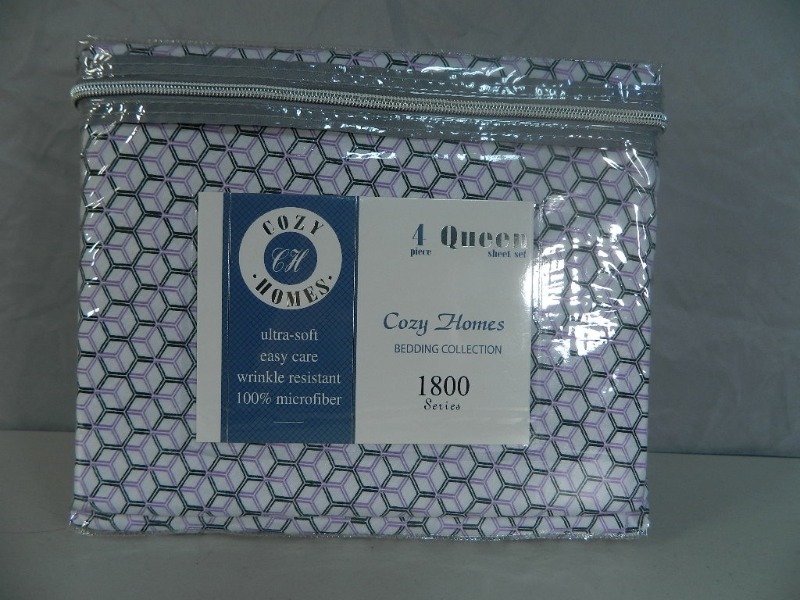 COZY
CH
· HOMES ·
ultra-soft
easy care
wrinkle resistant
100% microfiber
4 Queen
piece sheet set
Cozy Homes
BEDDING COLLECTION
1800
Series